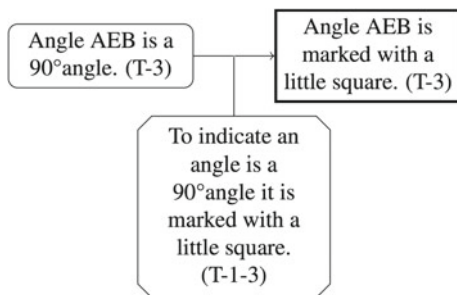 Angle AEB is a
90°angle. (T-3)
Angle AEB is
marked with a
little square. (T-3)
To indicate an
angle is a
90°angle it is
marked with a
little square.
(T-1-3)